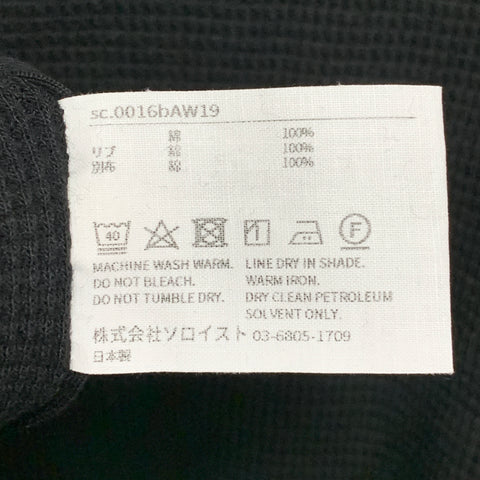 sc.0016bAW19
綿 100%
リブ 綿 100%
別布 綿 100%
40 F
MACHINE WASH WARM. LINE DRY IN SHADE.
DO NOT BLEACH. WARM IRON.
DO NOT TUMBLE DRY. DRY CLEAN PETROLEUM
SOLVENT ONLY.
株式会社ソロイスト 03-6805-1709
日本製